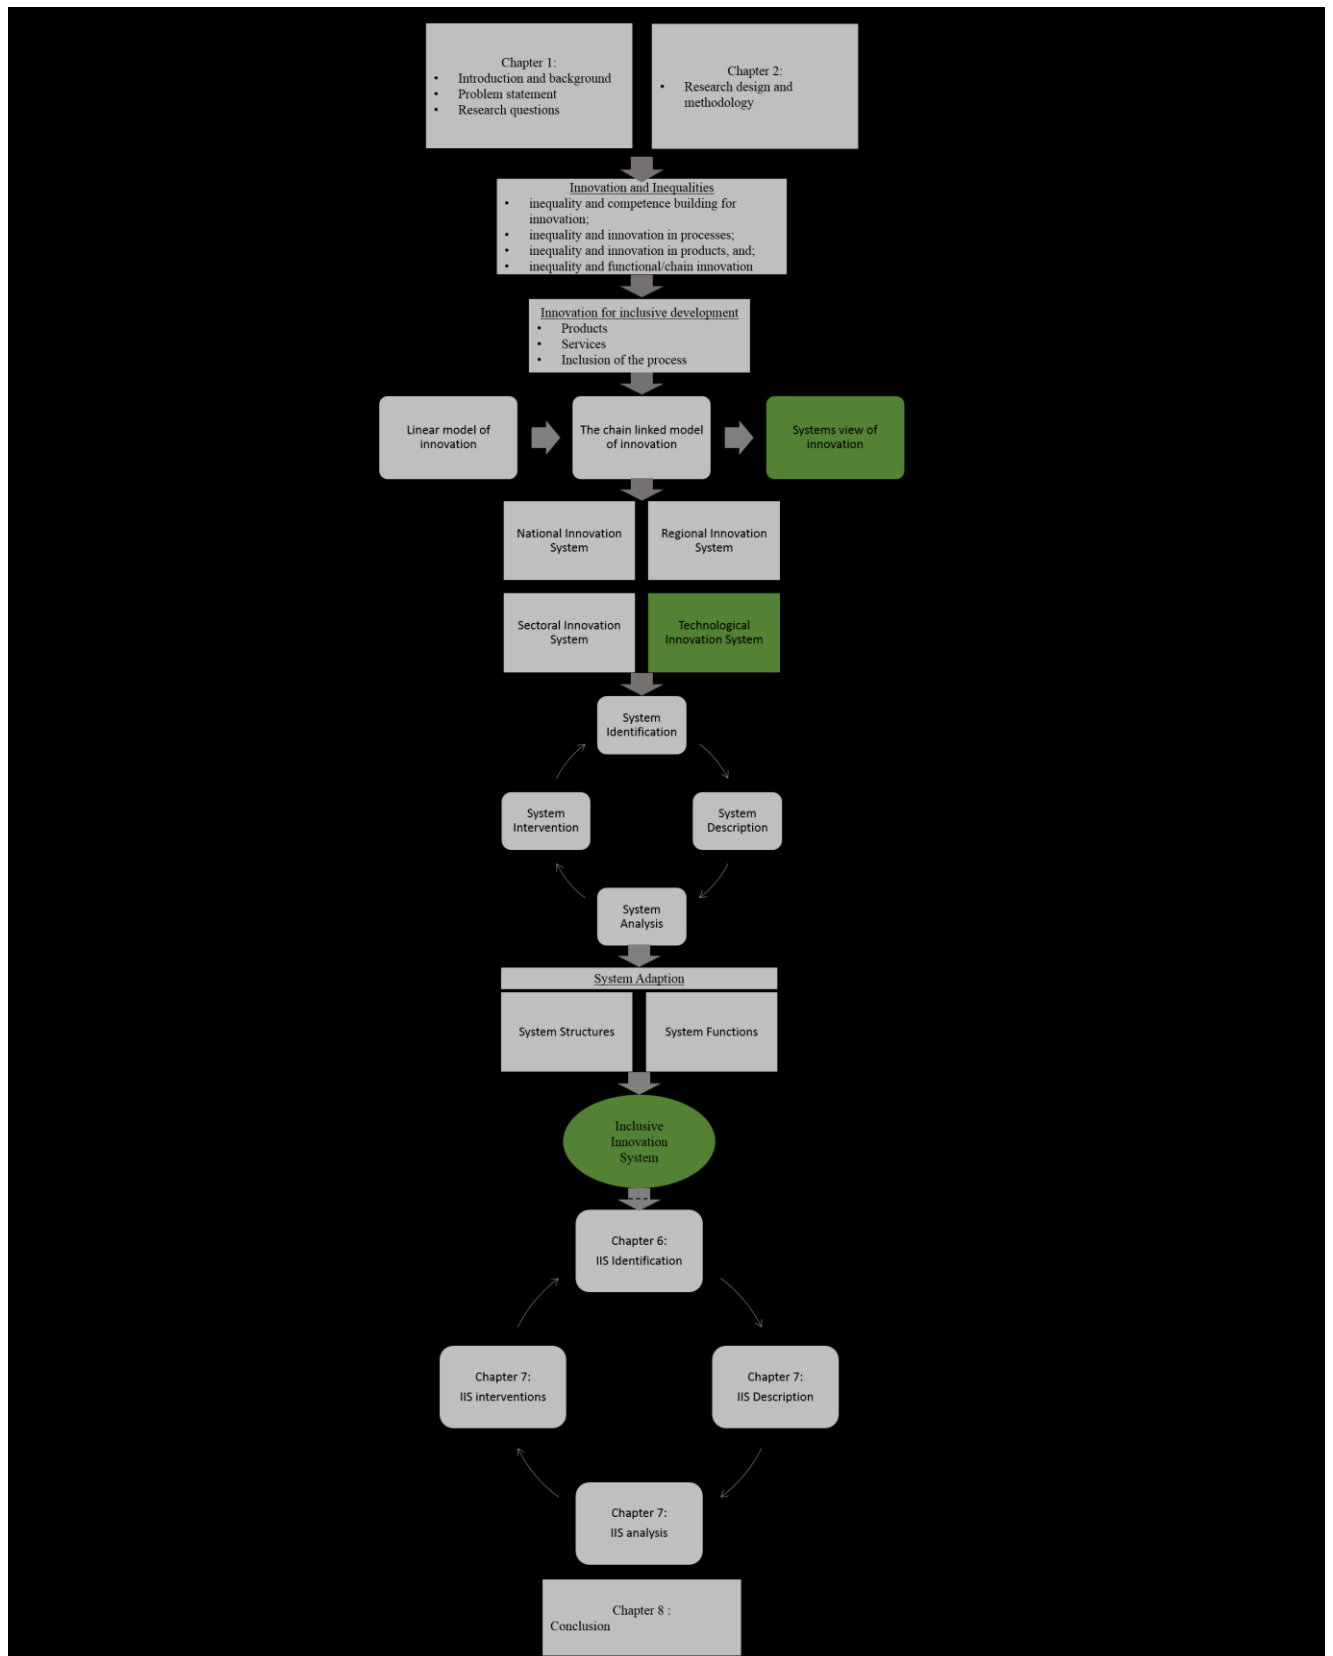 Chapter 1:
• Introduction and background
• Problem statement
• Research questions
Chapter 2:
• Research design and
methodology
Innovation and Inequalities
• inequality and competence building for
innovation;
• inequality and innovation in processes;
• inequality and innovation in products, and;
• inequality and functional/chain innovation
Innovation for inclusive development
• Products
• Services
• Inclusion of the process
Linear model of
innovation
The chain linked model
of innovation
Systems view of
innovation
National Innovation
System
Regional Innovation
System
Sectoral Innovation
System
Technological
Innovation System
System
Identification
System
Intervention
System
Description
System
Analysis
System Adaption
System Structures
System Functions
Inclusive
Innovation
System
Chapter 6:
IIS Identification
Chapter 7:
IIS interventions
Chapter 7:
IIS Description
Chapter 7:
IIS analysis
Chapter 8 :
Conclusion